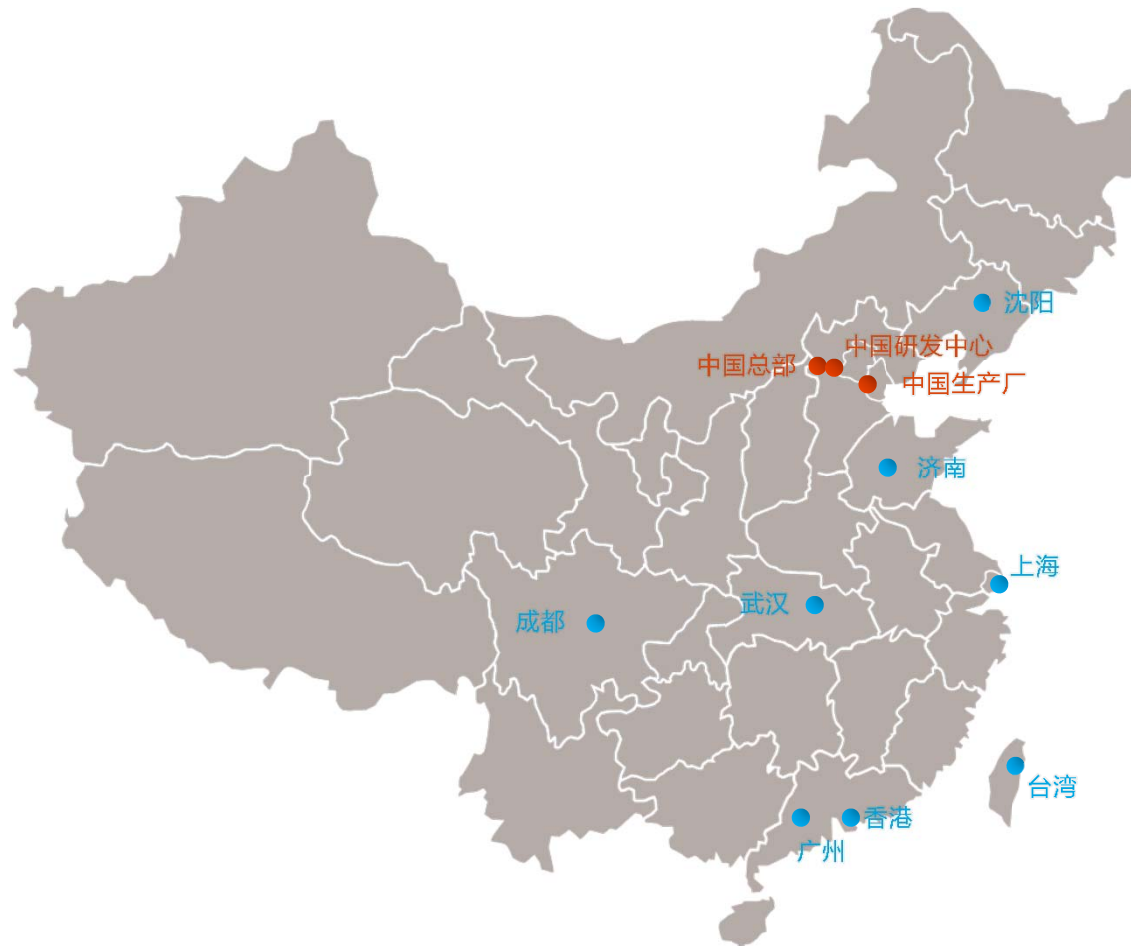 沈阳
中国研发中心
中国总部
中国生产厂
济南
上海
武汉
成都
台湾
香港
广州